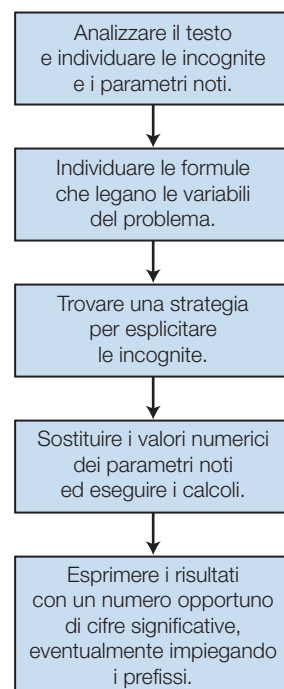 Analizzare il testo
e individuare le incognite
e i parametri noti.
Individuare le formule
che legano le variabili
del problema.
Trovare una strategia
per esplicitare
le incognite.
Sostituire i valori numerici
dei parametri noti
ed eseguire i calcoli.
Esprimere i risultati
con un numero opportuno
di cifre significative,
eventualmente impiegando
i prefissi.